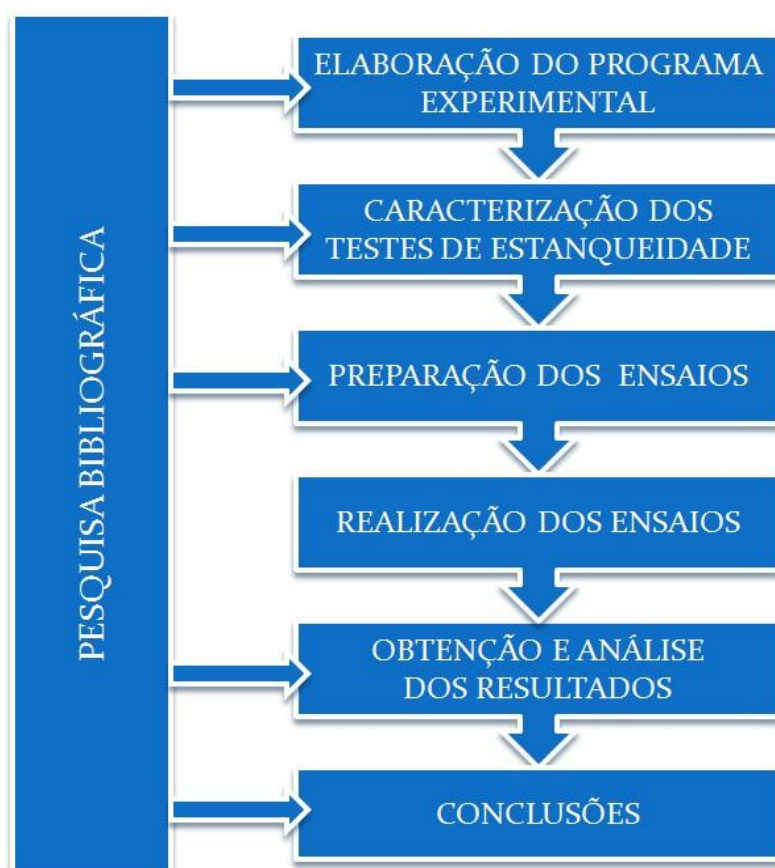 PESQUISA BIBLIOGRÁFICA
ELABORAÇÃO DO PROGRAMA
EXPERIMENTAL
CARACTERIZAÇÃO DOS
TESTES DE ESTANQUEIDADE
PREPARAÇÃO DOS ENSAIOS
REALIZAÇÃO DOS ENSAIOS
OBTENÇÃO E ANÁLISE
DOS RESULTADOS
CONCLUSÕES